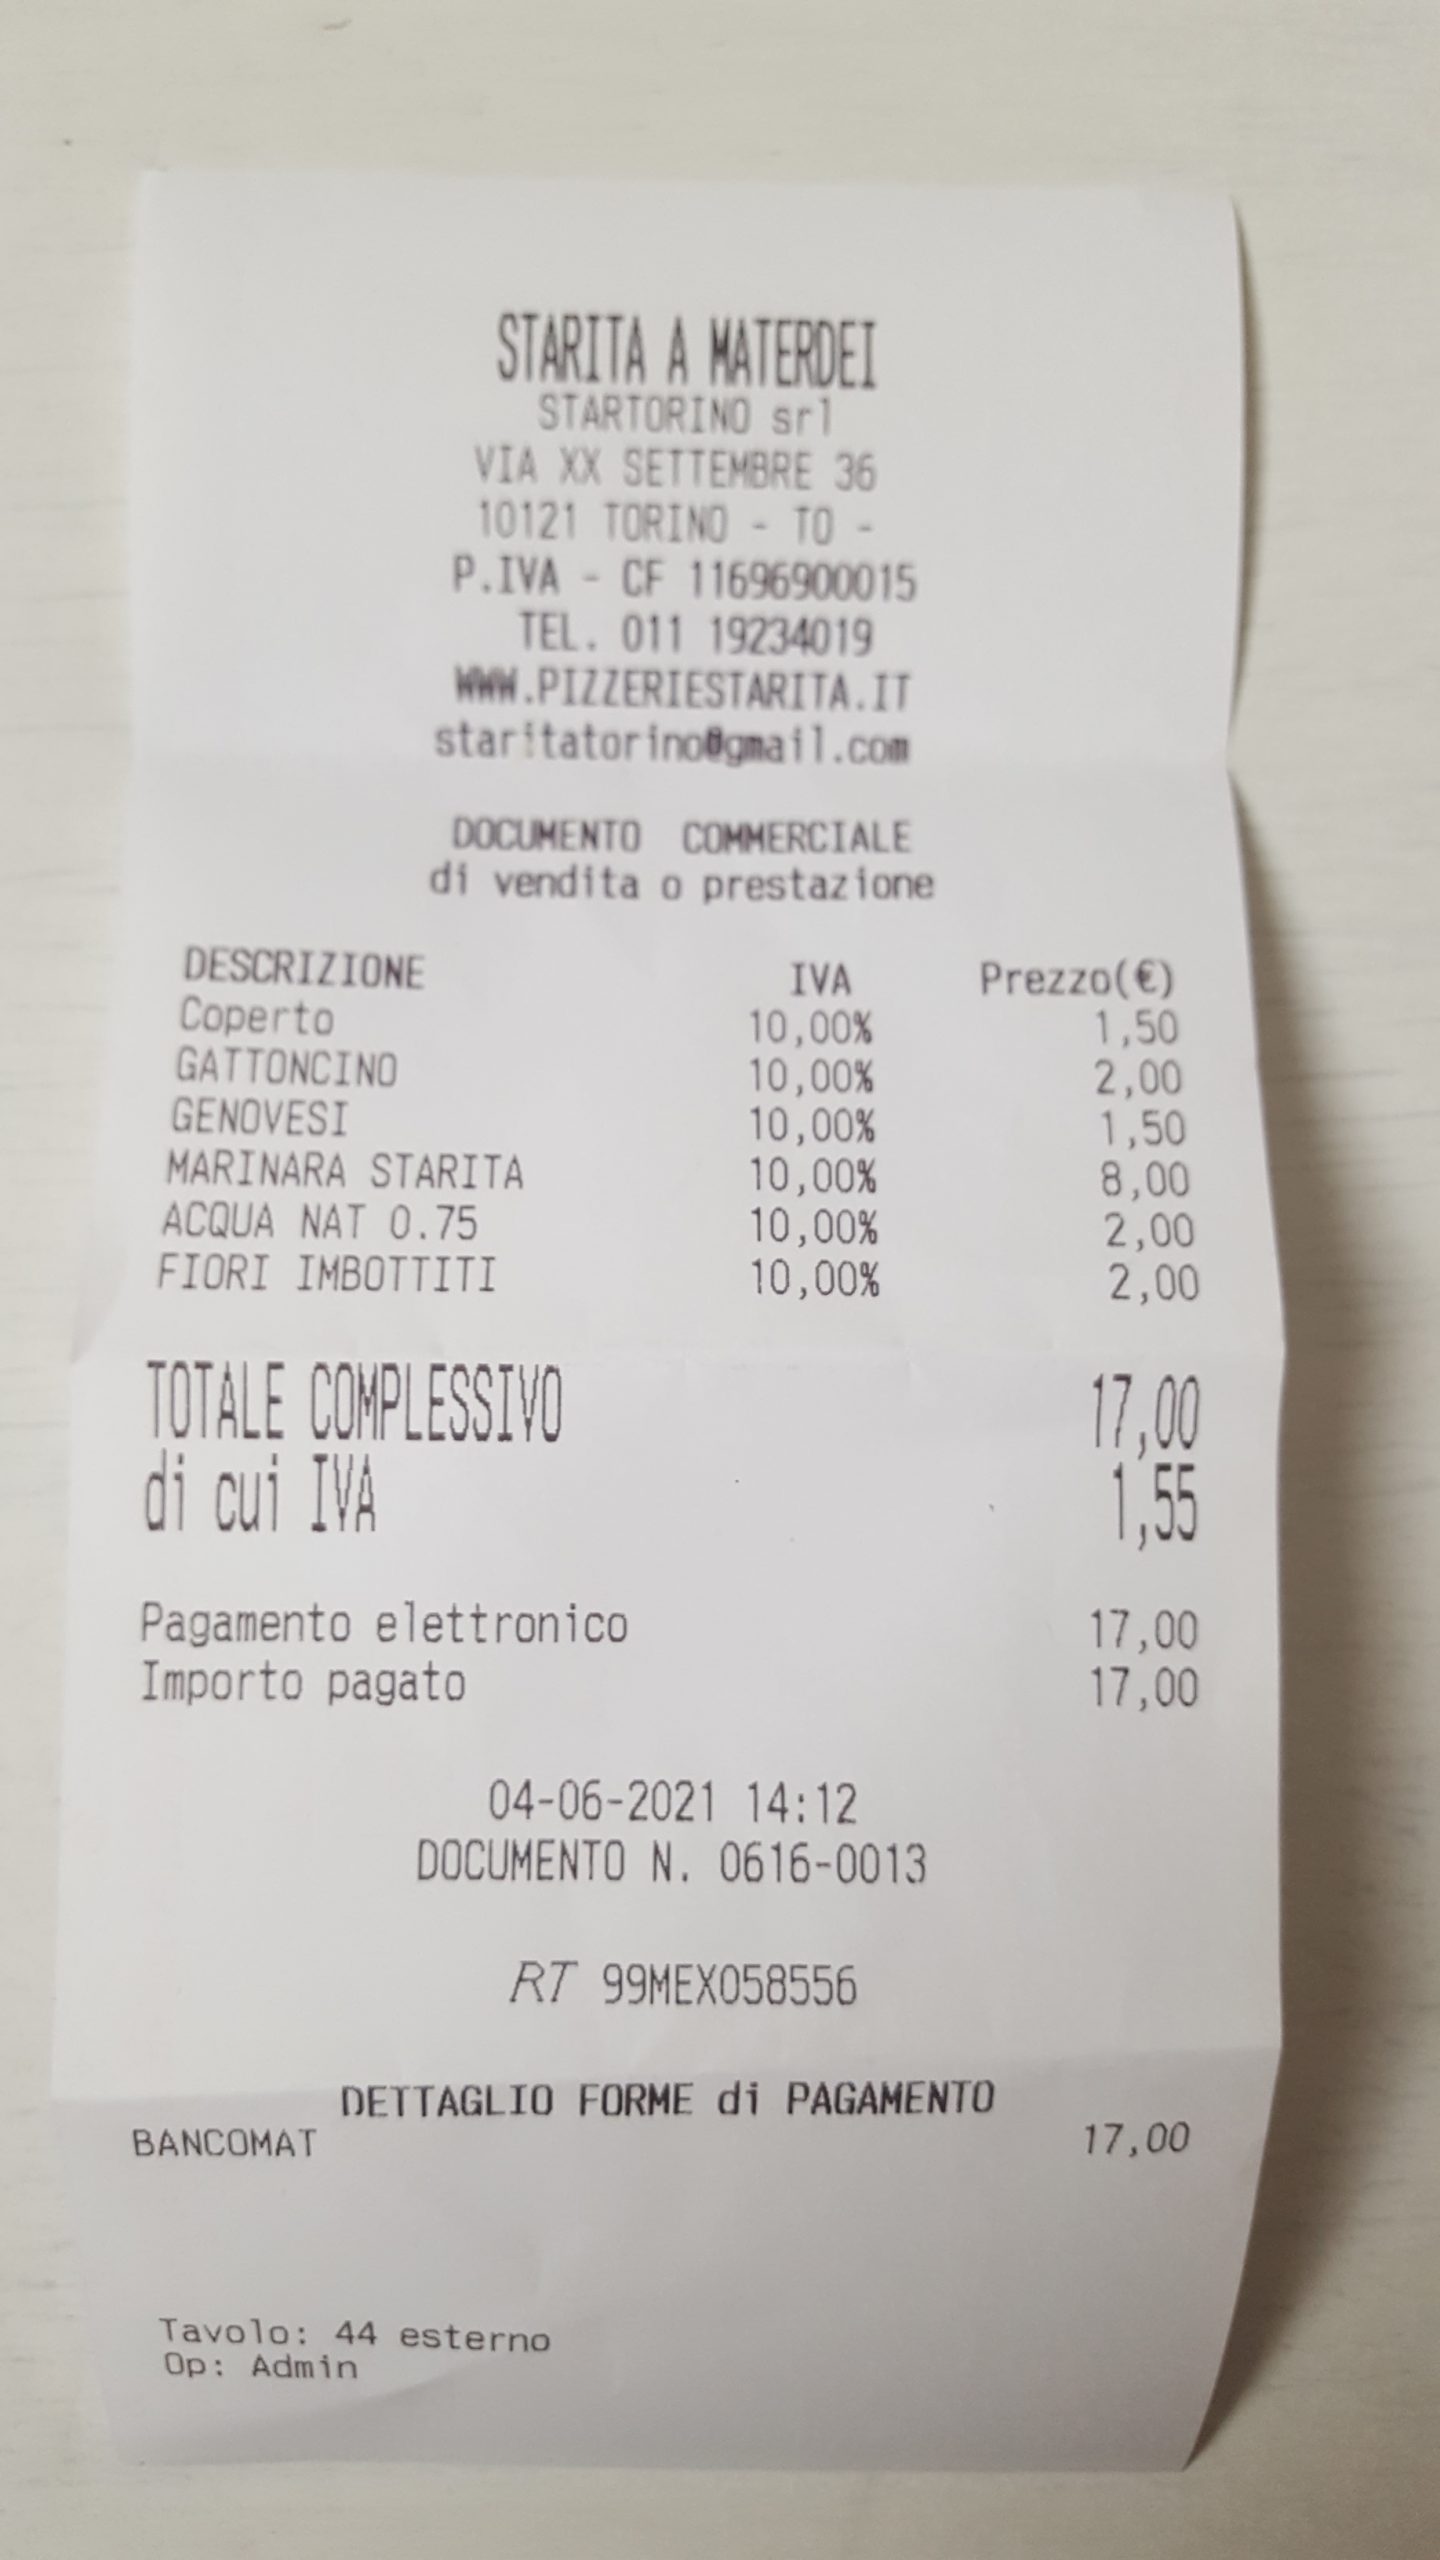 STARITA A MATERDEI
STARTORINO srl
VIA XX SETTEMBRE 36
10121 TORINO - TO -
P.IVA - CF 11696900015
TEL. 011 19234019
WWW.PIZZERIESTARITA.IT
staritatorino@gmail.com
DOCUMENTO COMMERCIALE
di vendita o prestazione
DESCRIZIONE IVA Prezzo(€)
Coperto 10,00% 1,50
GATTONCINO 10,00% 2,00
GENOVESI 10,00% 1,50
MARINARA STARITA 10,00% 8,00
ACQUA NAT 0.75 10,00% 2,00
FIORI IMBOTTITI 10,00% 2,00
TOTALE COMPLESSIVO 17,00
di cui IVA 1,55
Pagamento elettronico 17,00
Importo pagato 17,00
04-06-2021 14:12
DOCUMENTO N. 0616-0013
RT 99MEX058556
DETTAGLIO FORME di PAGAMENTO
BANCOMAT 17,00
Tavolo: 44 esterno
Op: Admin